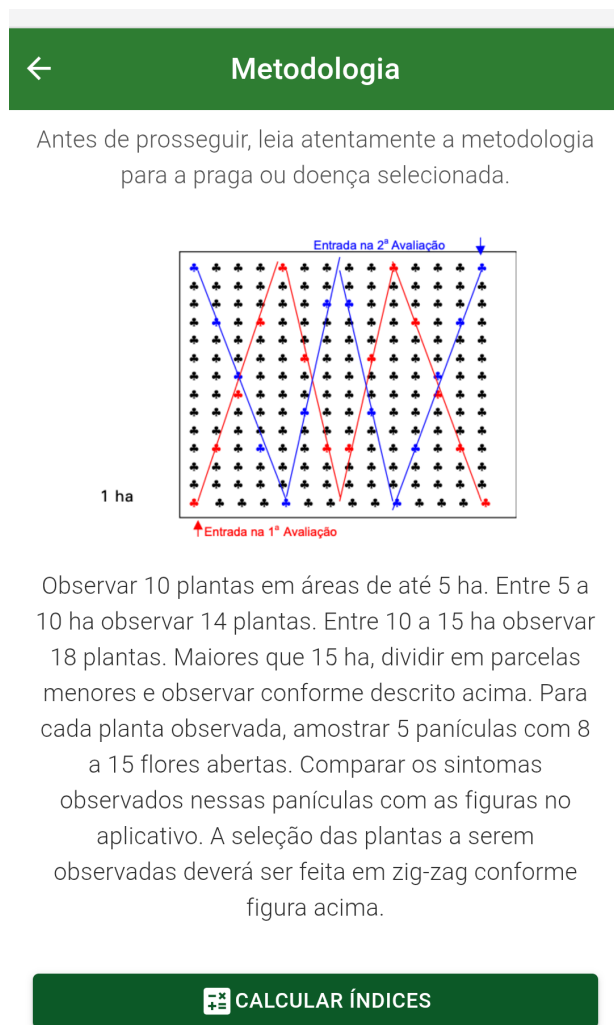 Metodologia
Antes de prosseguir, leia atentamente a metodologia
para a praga ou doença selecionada.
Entrada na 2ª Avaliação
1 ha
Entrada na 1ª Avaliação
Observar 10 plantas em áreas de até 5 ha. Entre 5 a
10 ha observar 14 plantas. Entre 10 a 15 ha observar
18 plantas. Maiores que 15 ha, dividir em parcelas
menores e observar conforme descrito acima. Para
cada planta observada, amostrar 5 panículas com 8
a 15 flores abertas. Comparar os sintomas
observados nessas panículas com as figuras no
aplicativo. A seleção das plantas a serem
observadas deverá ser feita em zig-zag conforme
figura acima.
CALCULAR ÍNDICES